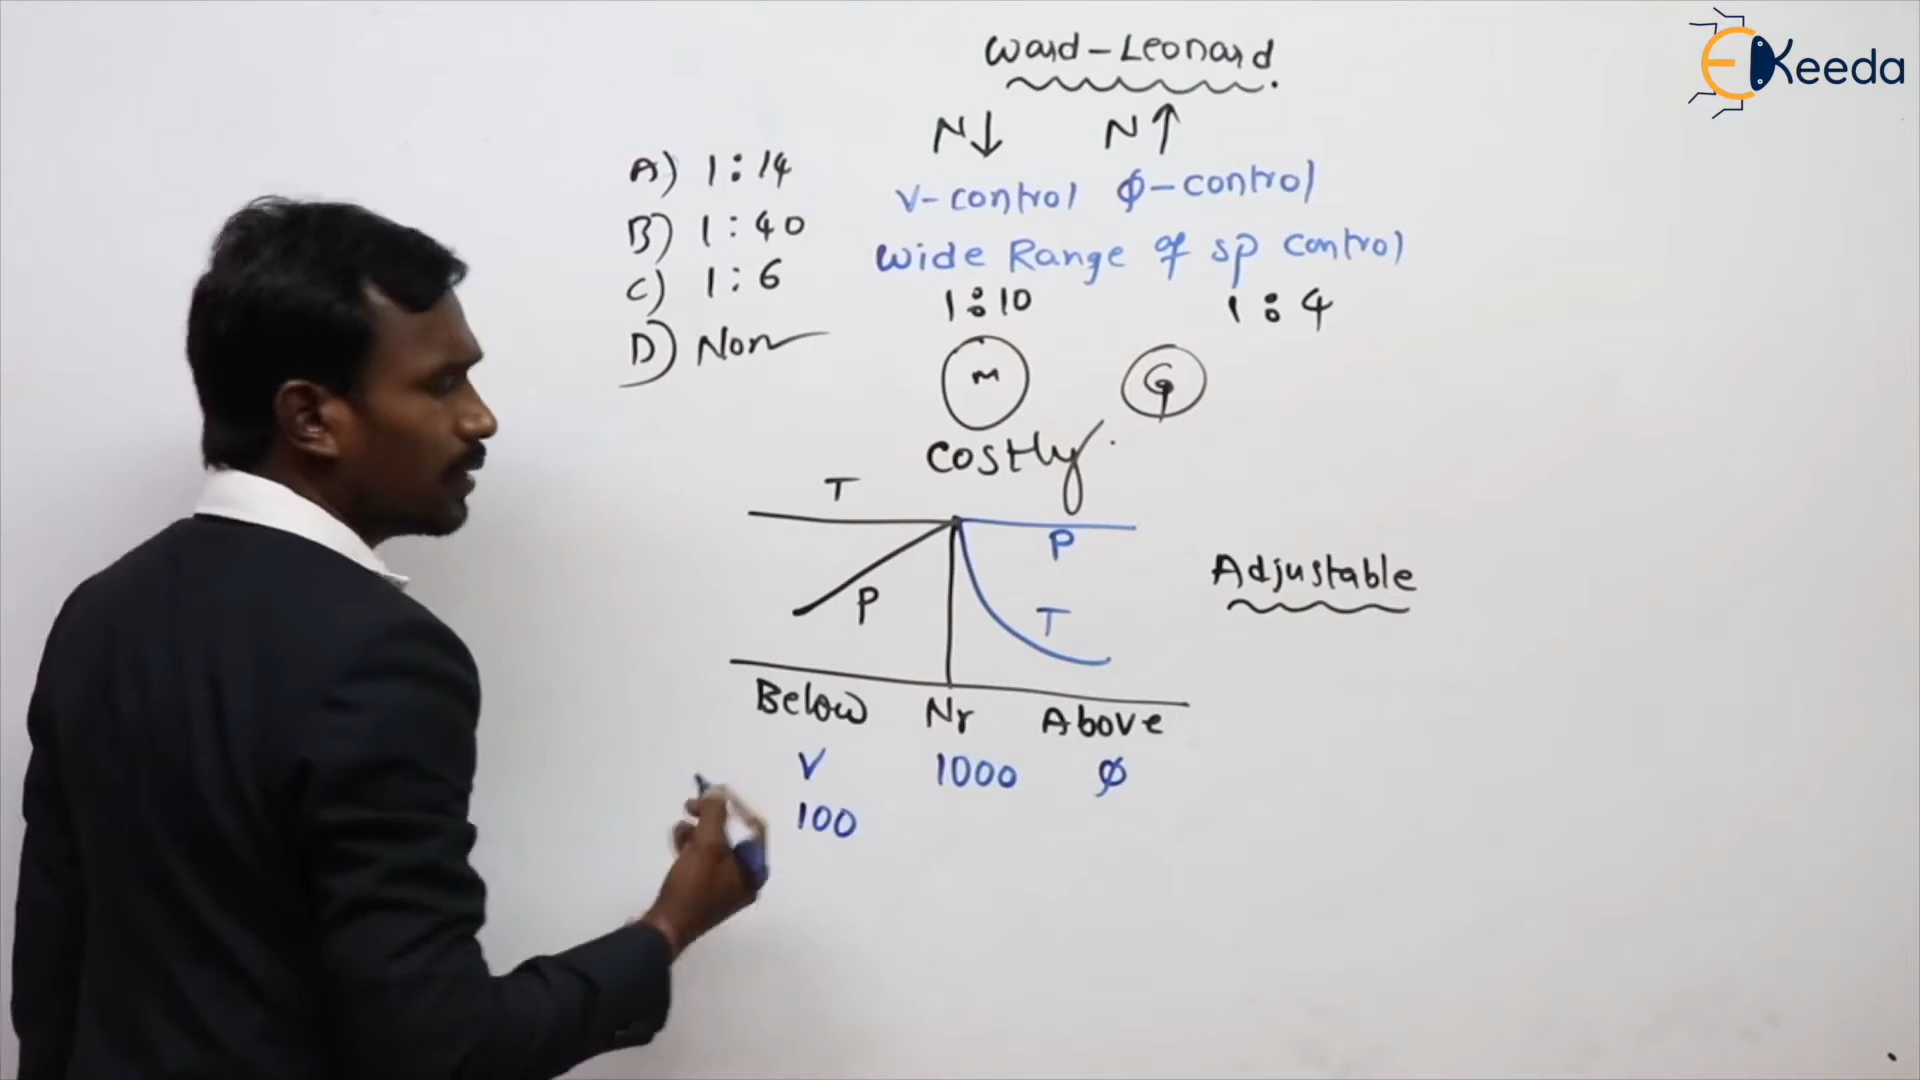 Ward-Leonard
N↓ N↑
V-control ϕ-control
wide Range of sp control
1:10 1:4
A) 1:14
B) 1:40
C) 1:6
D) Non
M G
Costly.
T
P
P
T
Adjustable
Below Nr Above
V 1000 ϕ
100
EKeeda